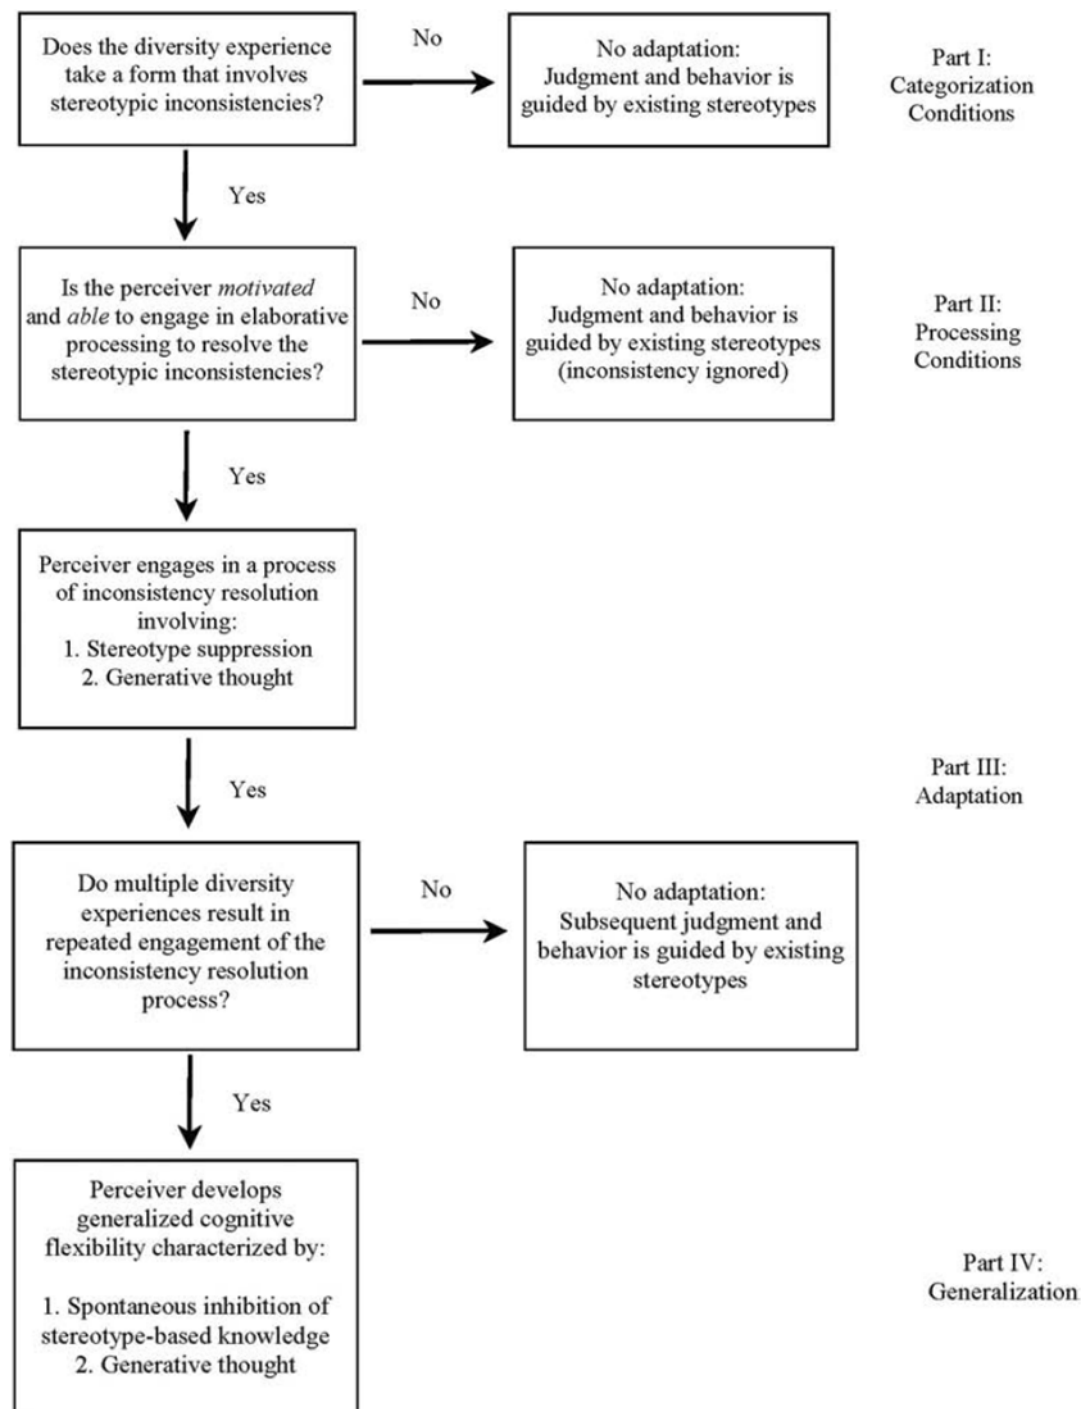 Does the diversity experience
take a form that involves
stereotypic inconsistencies?
No
No adaptation:
Judgment and behavior is
guided by existing stereotypes
Part I:
Categorization
Conditions
Yes
Is the perceiver motivated
and able to engage in elaborative
processing to resolve the
stereotypic inconsistencies?
No
No adaptation:
Judgment and behavior is
guided by existing stereotypes
(inconsistency ignored)
Part II:
Processing
Conditions
Yes
Perceiver engages in a process
of inconsistency resolution
involving:
1. Stereotype suppression
2. Generative thought
Yes
Part III:
Adaptation
Do multiple diversity
experiences result in
repeated engagement of the
inconsistency resolution
process?
No
No adaptation:
Subsequent judgment and
behavior is guided by existing
stereotypes
Yes
Perceiver develops
generalized cognitive
flexibility characterized by:
1. Spontaneous inhibition of
stereotype-based knowledge
2. Generative thought
Part IV:
Generalization